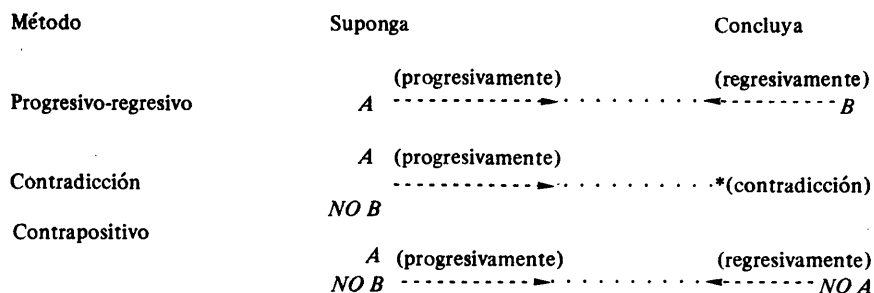 Método Suponga Concluya
(progresivamente) (regresivamente)
Progresivo-regresivo A B
A (progresivamente)
Contradicción *(contradicción)
NO B
Contrapositivo
A (progresivamente) (regresivamente)
NO B NO A